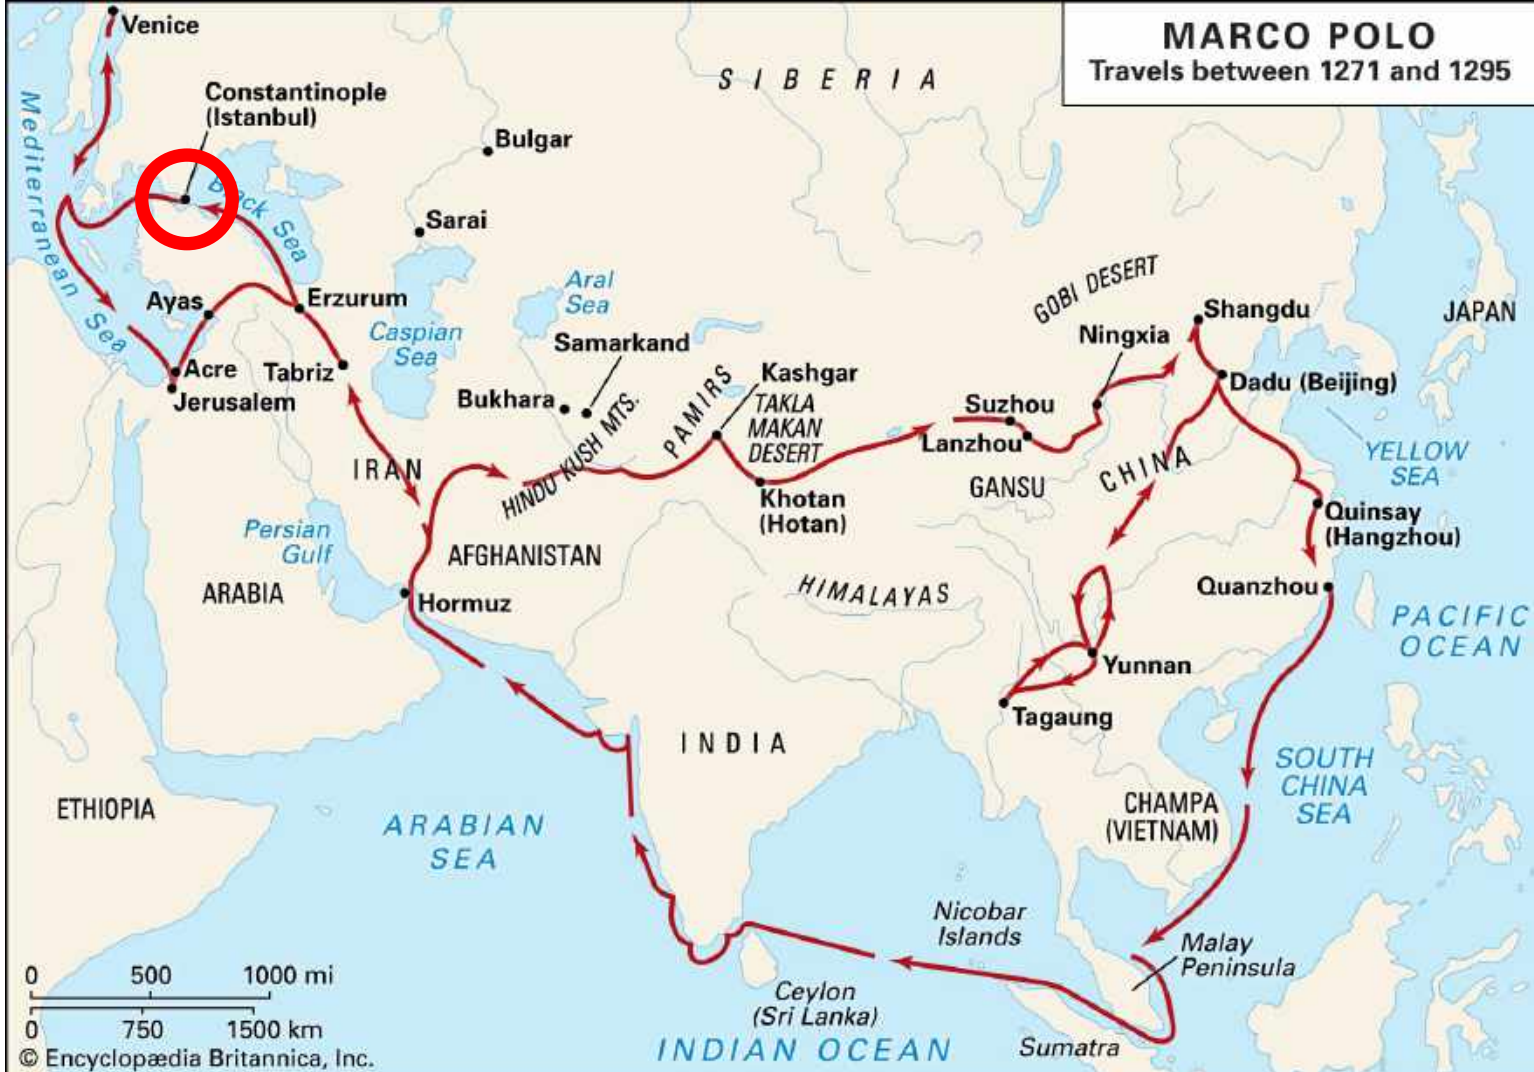 MARCO POLO
Travels between 1271 and 1295
Venice
SIBERIA
Constantinople
(Istanbul)
Bulgar
Mediterranean Sea
Black Sea
Sarai
Aral
Sea
GOBI DESERT
Shangdu
JAPAN
Ayas
Erzurum
Caspian
Sea
Samarkand
Ningxia
Acre
Tabriz
Kashgar
Dadu (Beijing)
Jerusalem
Bukhara
HINDU KUSH MTS.
PAMIRS
TAKLA
MAKAN
DESERT
Suzhou
Lanzhou
YELLOW
SEA
IRAN
CHINA
GANSU
Khotan
(Hotan)
Quinsay
(Hangzhou)
Persian
Gulf
AFGHANISTAN
ARABIA
Hormuz
HIMALAYAS
Quanzhou
PACIFIC
OCEAN
Yunnan
Tagaung
INDIA
SOUTH
CHINA
SEA
ETHIOPIA
ARABIAN
SEA
CHAMPA
(VIETNAM)
Nicobar
Islands
Malay
Peninsula
Ceylon
(Sri Lanka)
Sumatra
INDIAN OCEAN
0 500 1000 mi
0 750 1500 km
© Encyclopædia Britannica, Inc.